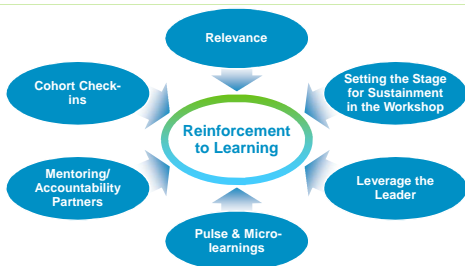 Relevance
Cohort Check-
ins
Setting the Stage
for Sustainment
in the Workshop
Reinforcement
to Learning
Mentoring/
Accountability
Partners
Leverage the
Leader
Pulse & Micro-
learnings